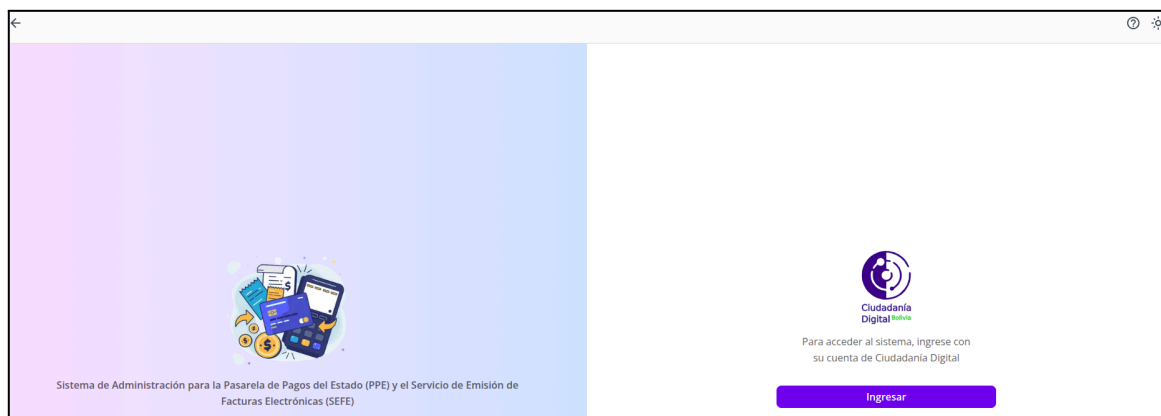 Sistema de Administración para la Pasarela de Pagos del Estado (PPE) y el Servicio de Emisión de
Facturas Electrónicas (SEFE)
Ciudadanía
Digital Bolivia
Para acceder al sistema, ingrese con
su cuenta de Ciudadanía Digital
Ingresar